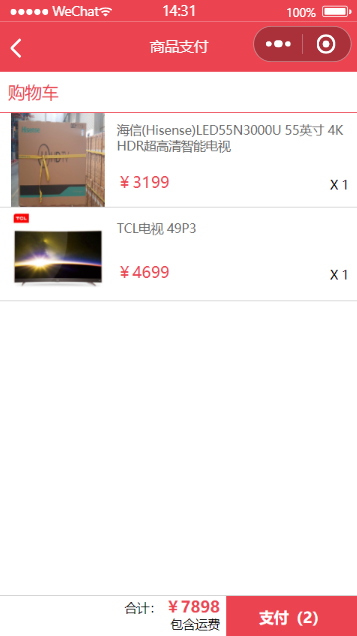 WeChat 14:31 100%
商品支付
购物车
海信(Hisense)LED55N3000U 55英寸 4K
HDR超高清智能电视
￥3199 X 1
TCL
TCL电视 49P3
￥4699 X 1
合计： ￥7898
包含运费
支付（2）